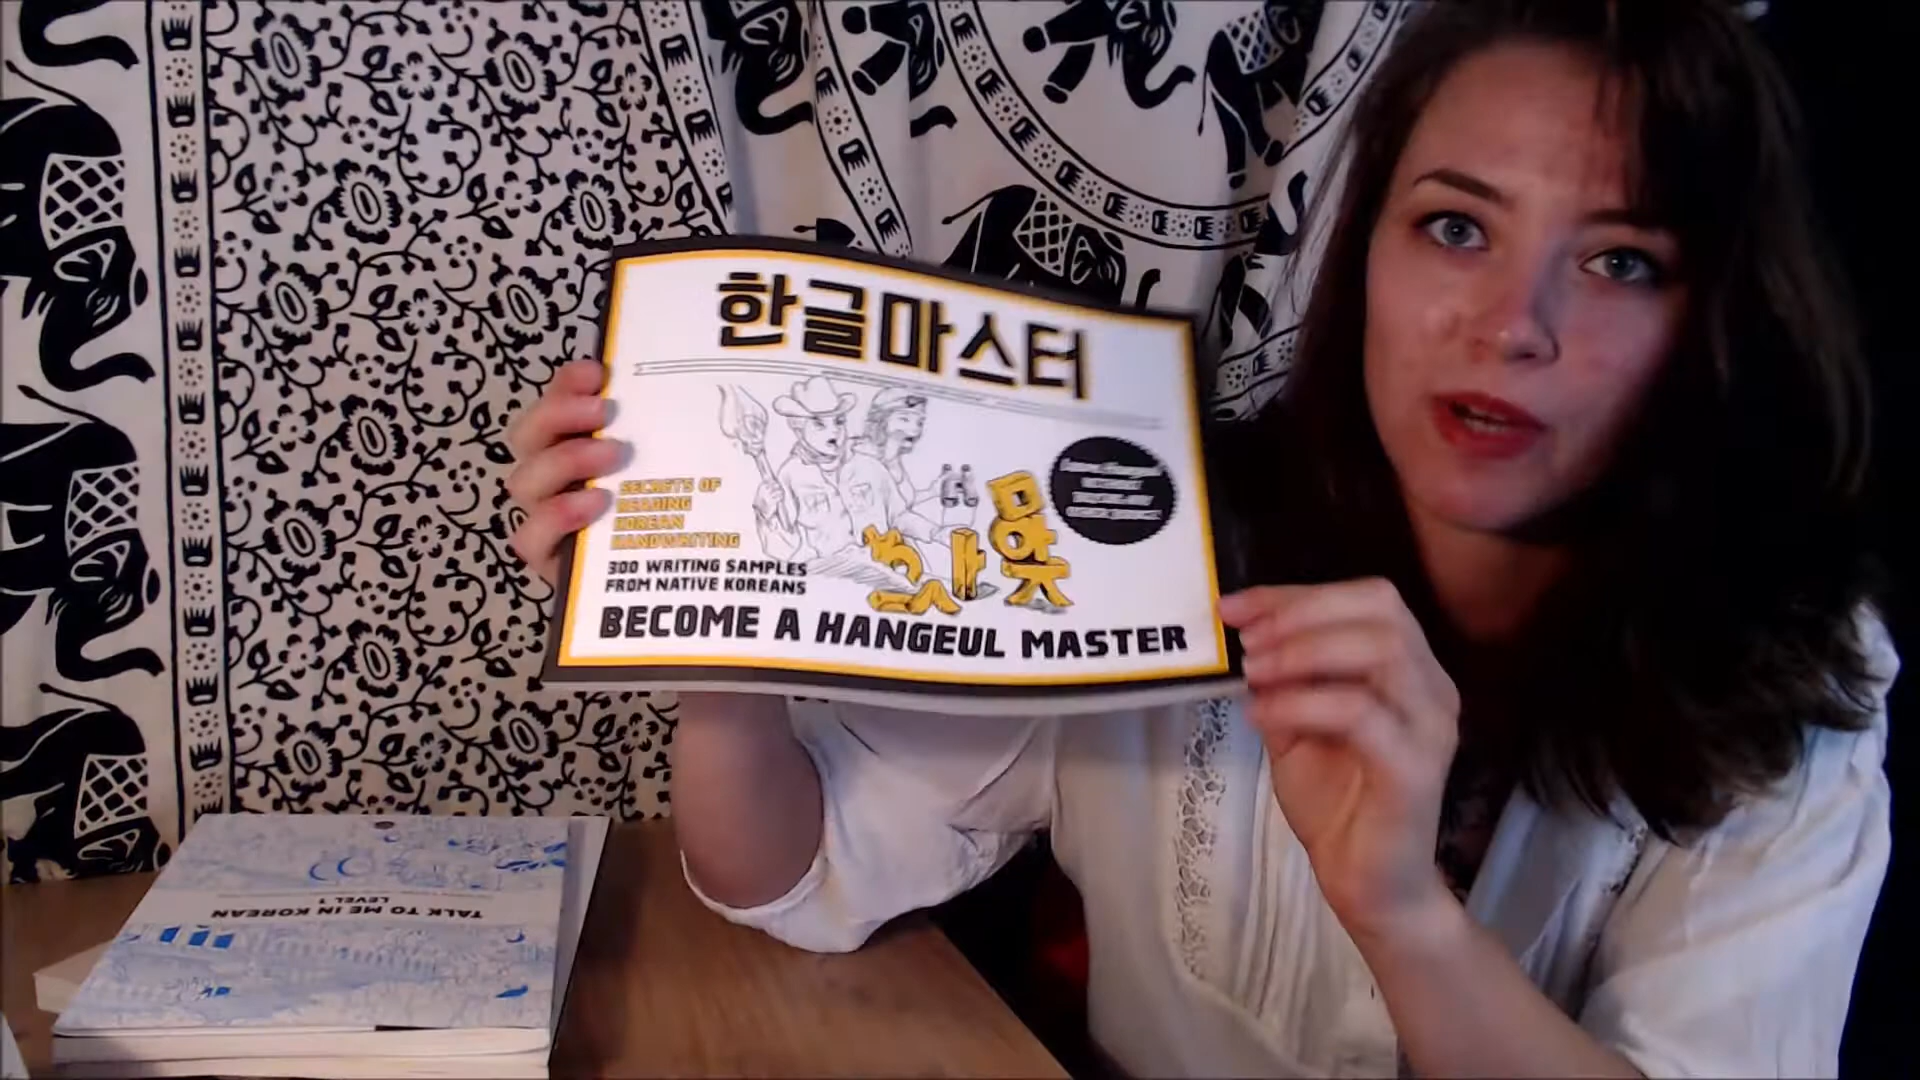 한글마스터
SECRETS OF
READING
KOREAN
HANDWRITING
300 WRITING SAMPLES
FROM NATIVE KOREANS
BECOME A HANGEUL MASTER
TALK TO ME IN KOREAN
LEVEL 1